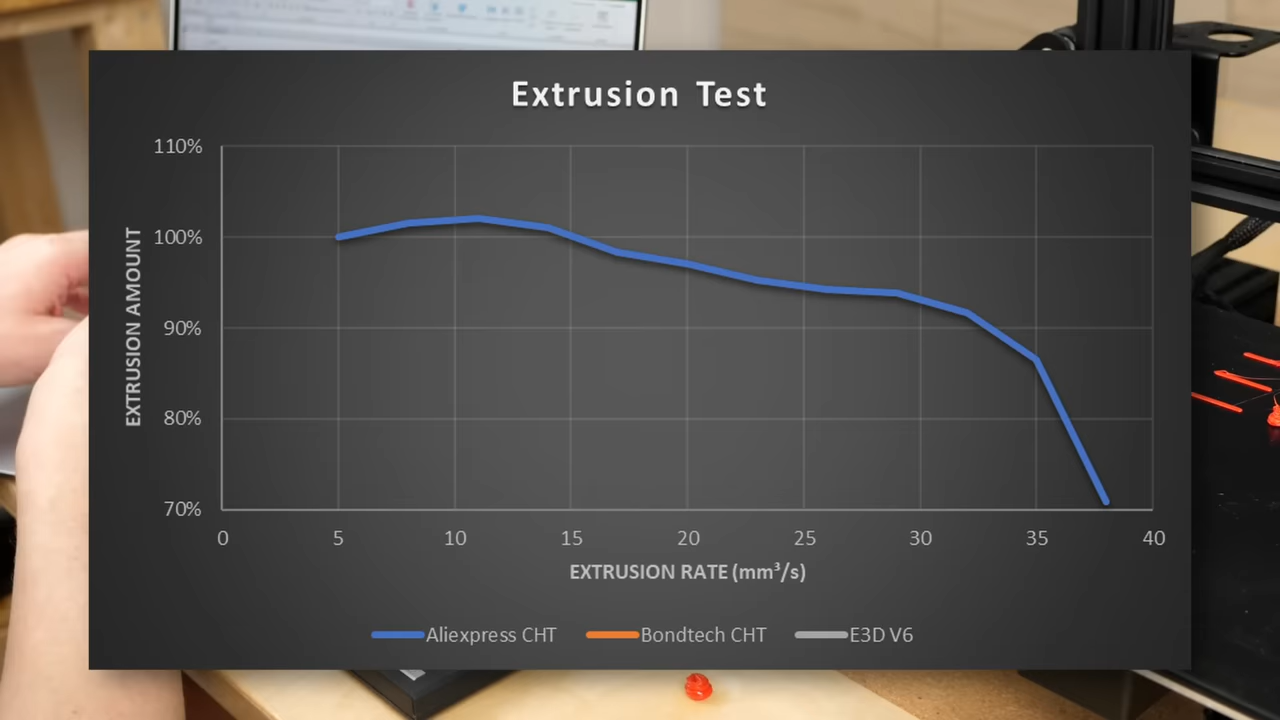 Extrusion Test
110%
100%
90%
80%
70%
EXTRUSION AMOUNT
0 5 10 15 20 25 30 35 40
EXTRUSION RATE (mm³/s)
Aliexpress CHT Bondtech CHT E3D V6